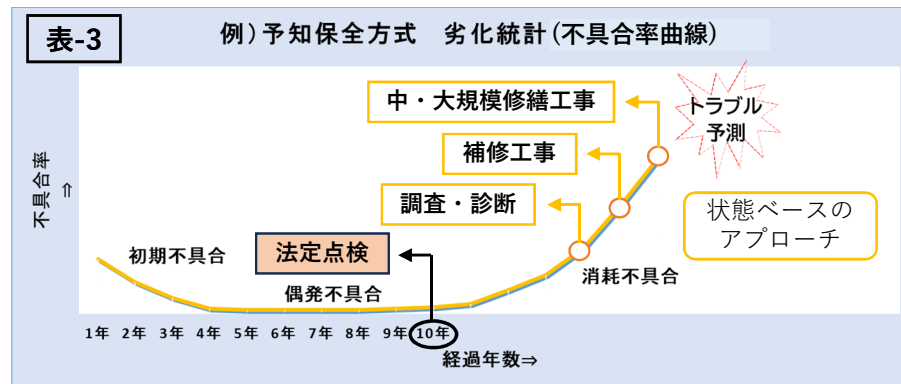 表-3
例）予知保全方式　劣化統計(不具合率曲線)
中・大規模修繕工事
トラブル
予測
補修工事
調査・診断
状態ベースの
アプローチ
不具合率
⇒
初期不具合
法定点検
偶発不具合
消耗不具合
1年 2年 3年 4年 5年 6年 7年 8年 9年 10年
経過年数⇒